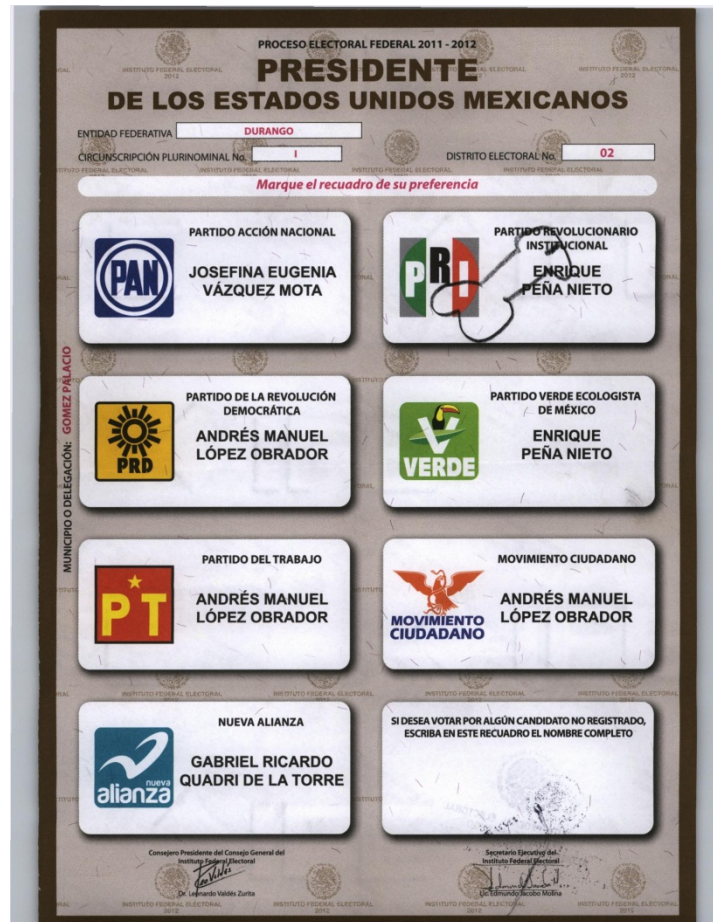 PROCESO ELECTORAL FEDERAL 2011 - 2012
PRESIDENTE
DE LOS ESTADOS UNIDOS MEXICANOS
ENTIDAD FEDERATIVA DURANGO
CIRCUNSCRIPCIÓN PLURINOMINAL No. I
DISTRITO ELECTORAL No. 02
Marque el recuadro de su preferencia
MUNICIPIO O DELEGACIÓN: GOMEZ PALACIO
PAN
PARTIDO ACCIÓN NACIONAL
JOSEFINA EUGENIA
VÁZQUEZ MOTA
PRI
PARTIDO REVOLUCIONARIO
INSTITUCIONAL
ENRIQUE
PEÑA NIETO
PRD
PARTIDO DE LA REVOLUCIÓN
DEMOCRÁTICA
ANDRÉS MANUEL
LÓPEZ OBRADOR
VERDE
PARTIDO VERDE ECOLOGISTA
DE MÉXICO
ENRIQUE
PEÑA NIETO
PT
PARTIDO DEL TRABAJO
ANDRÉS MANUEL
LÓPEZ OBRADOR
MOVIMIENTO
CIUDADANO
MOVIMIENTO CIUDADANO
ANDRÉS MANUEL
LÓPEZ OBRADOR
nueva
alianza
NUEVA ALIANZA
GABRIEL RICARDO
QUADRI DE LA TORRE
SI DESEA VOTAR POR ALGÚN CANDIDATO NO REGISTRADO,
ESCRIBA EN ESTE RECUADRO EL NOMBRE COMPLETO
Consejero Presidente del Consejo General del
Instituto Federal Electoral
Dr. Leonardo Valdés Zurita
Secretario Ejecutivo del
Instituto Federal Electoral
Lic. Edmundo Jacobo Molina
INSTITUTO FEDERAL ELECTORAL
2012